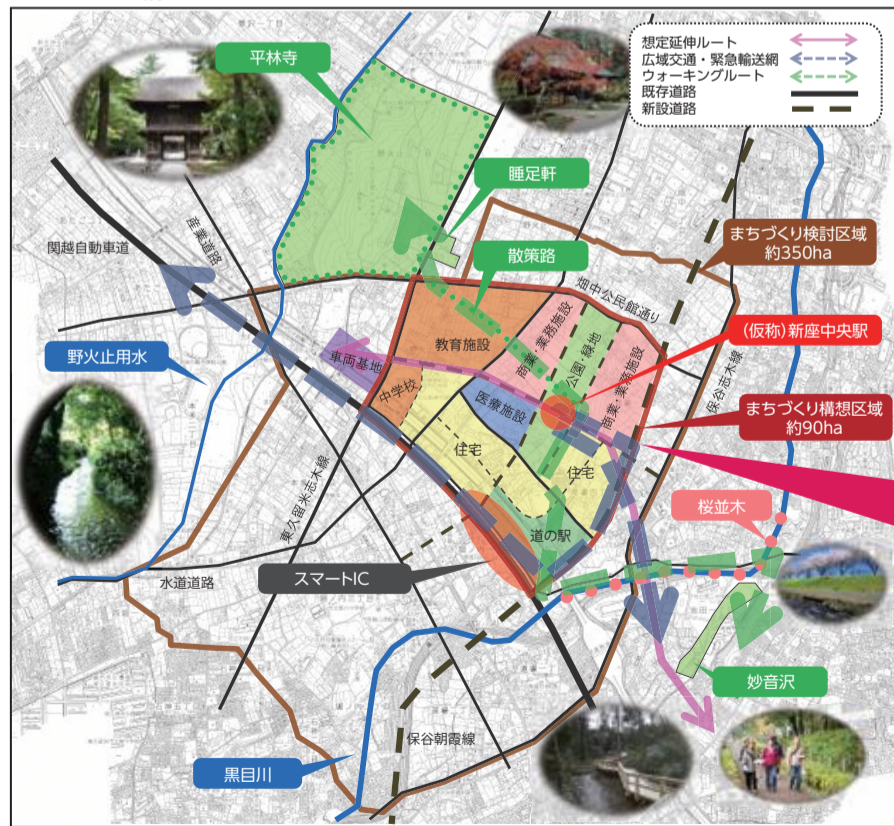 平林寺
想定延伸ルート
広域交通・緊急輸送網
ウォーキングルート
既存道路
新設道路
睡足軒
産業道路
関越自動車道
散策路
まちづくり検討区域
約350ha
畑中公民館通り
商業・業務施設
教育施設
公園・緑地
(仮称)新座中央駅
野火止用水
車両基地
商業・業務施設
保谷志木線
中学校
医療施設
まちづくり構想区域
約90ha
住宅
住宅
東久留米志木線
桜並木
道の駅
スマートIC
水道道路
妙音沢
保谷朝霞線
黒目川